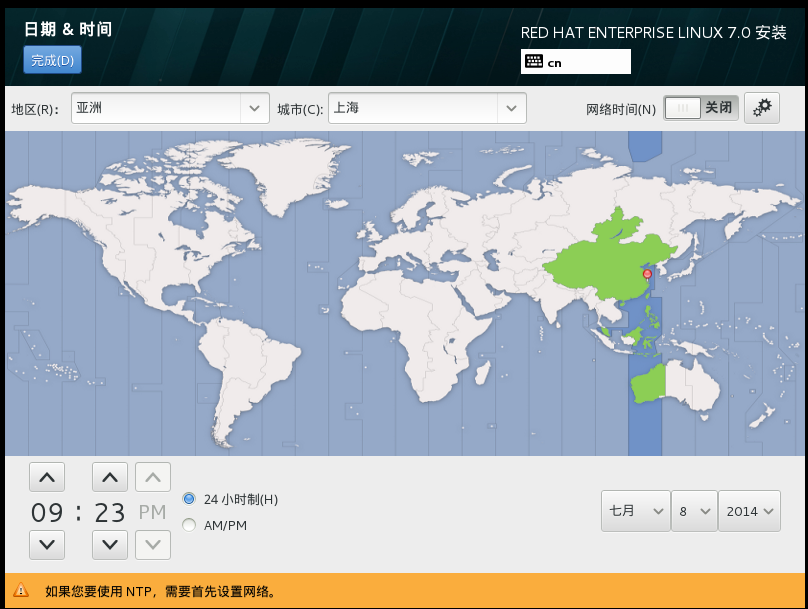 日期 & 时间
RED HAT ENTERPRISE LINUX 7.0 安装
完成(D)
cn
地区(R): 亚洲 城市(C): 上海 网络时间(N) 关闭
09 : 23 PM
24 小时制(H)
AM/PM
七月 8 2014
如果您要使用 NTP，需要首先设置网络。